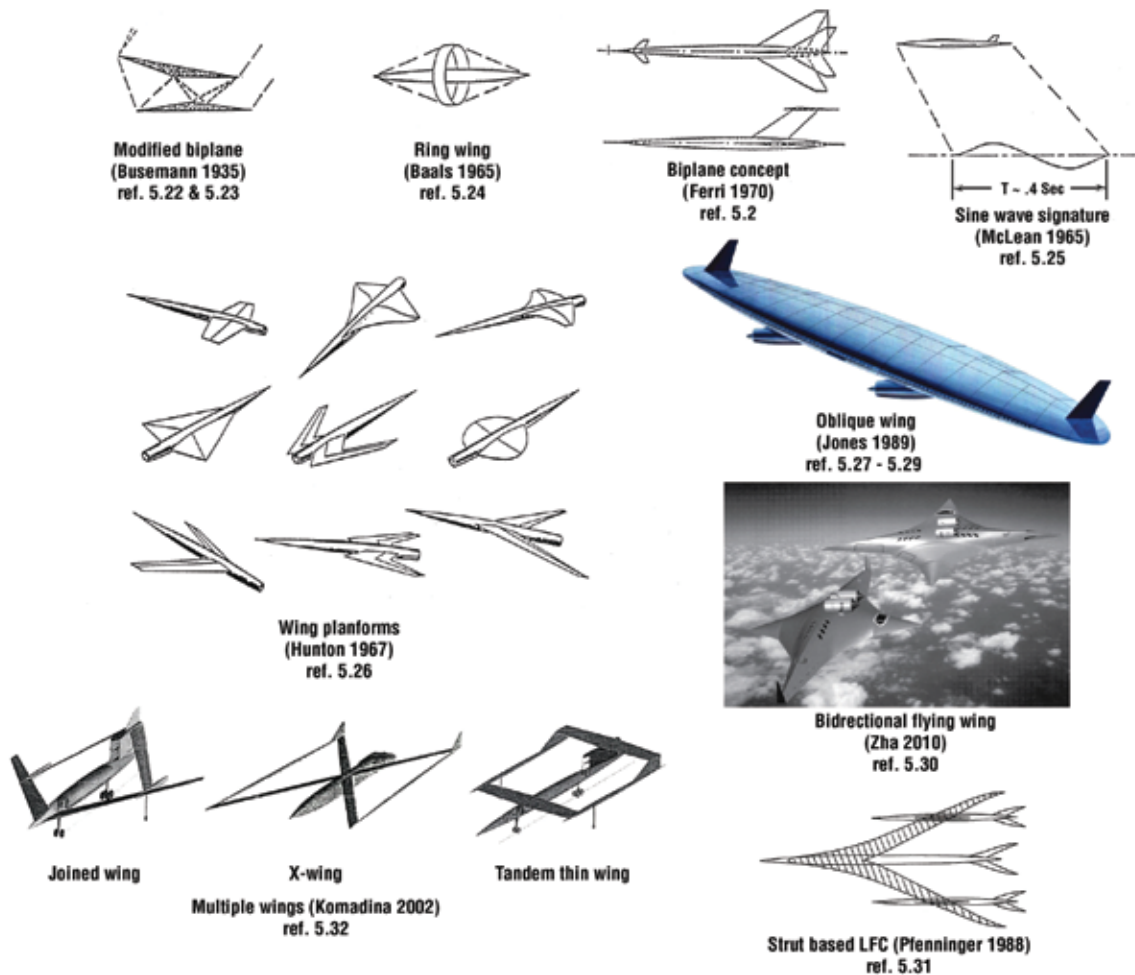 Modified biplane
(Busemann 1935)
ref. 5.22 & 5.23
Ring wing
(Baals 1965)
ref. 5.24
Biplane concept
(Ferri 1970)
ref. 5.2
T ~ .4 Sec
Sine wave signature
(McLean 1965)
ref. 5.25
Oblique wing
(Jones 1989)
ref. 5.27 - 5.29
Wing planforms
(Hunton 1967)
ref. 5.26
Bidrectional flying wing
(Zha 2010)
ref. 5.30
Joined wing
X-wing
Tandem thin wing
Multiple wings (Komadina 2002)
ref. 5.32
Strut based LFC (Pfenninger 1988)
ref. 5.31